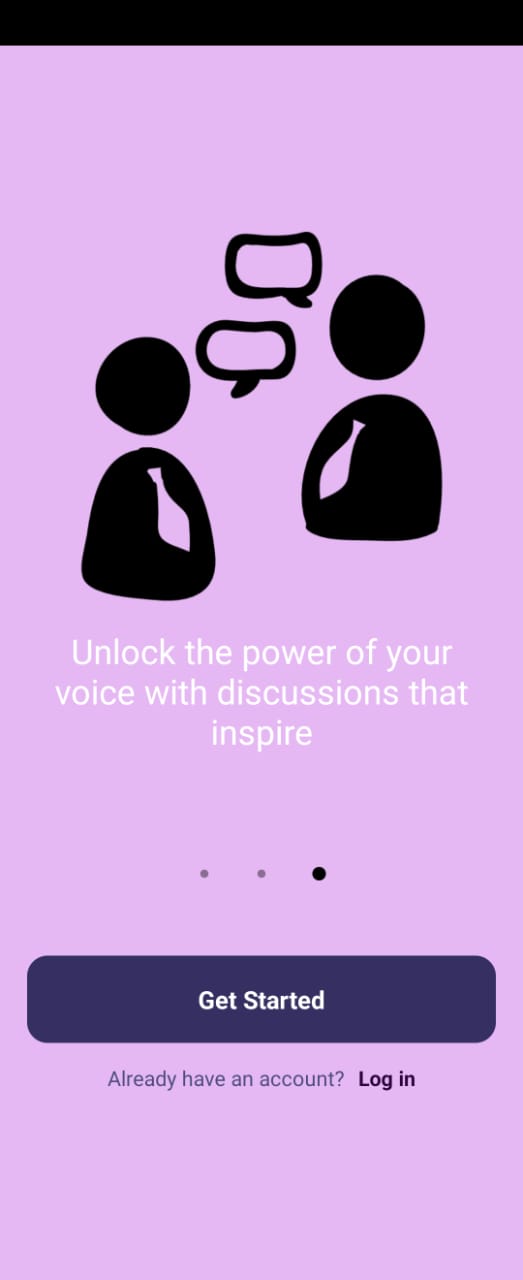 Unlock the power of your
voice with discussions that
inspire
Get Started
Already have an account? Log in